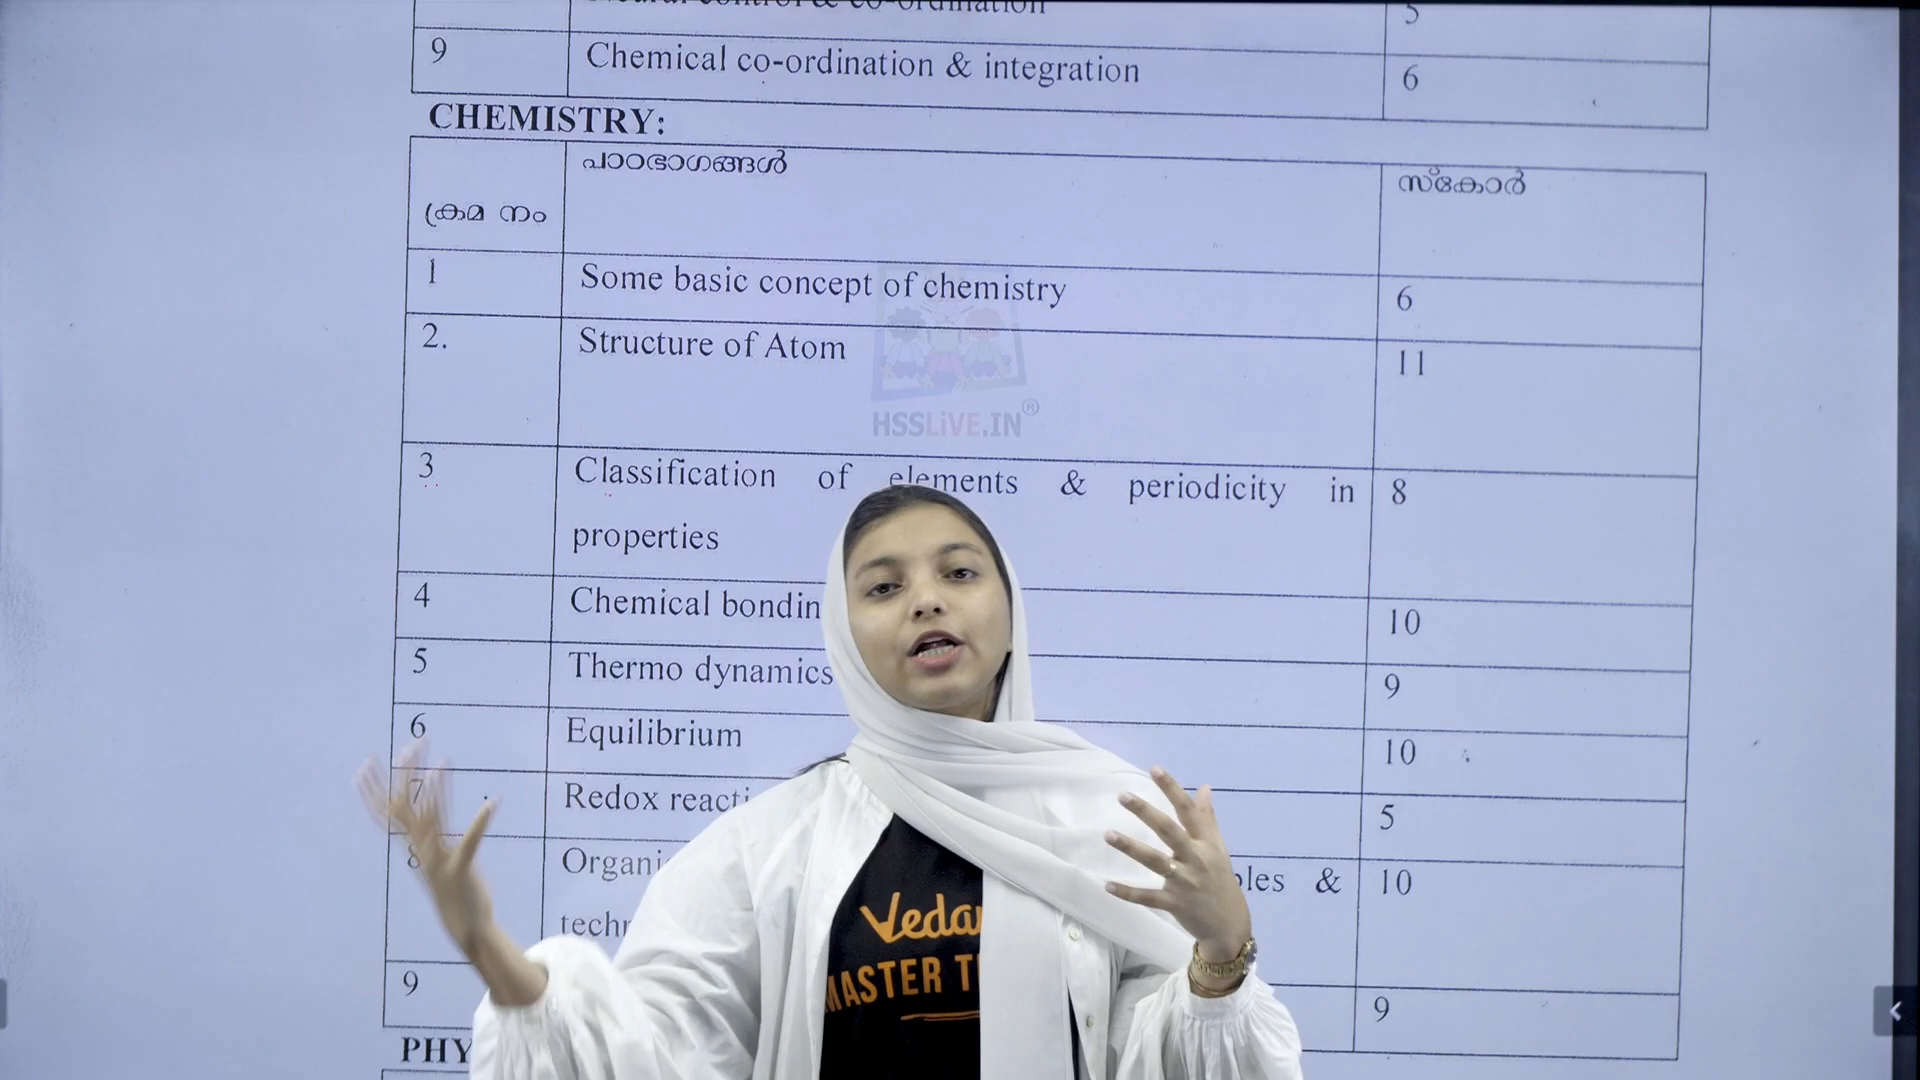 5
9 Chemical co-ordination & integration 6
CHEMISTRY:
ക്രമ നം പാഠഭാഗങ്ങൾ സ്കോർ
1 Some basic concept of chemistry 6
2. Structure of Atom 11
HSSLiVE.IN®
3 Classification of elements & periodicity in 8
properties
4 Chemical bondin 10
5 Thermo dynamics 9
6 Equilibrium 10
7 Redox reacti 5
8 Organi ples & 10
techn
9 9
PHY
Vedan
MASTER T